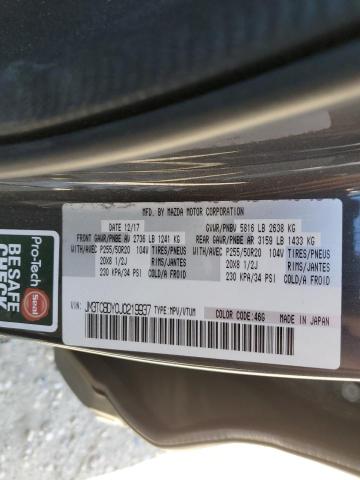 MFD. BY MAZDA MOTOR CORPORATION
DATE 12/17 GVWR/PNBV 5816 LB 2638 KG
FRONT GAWR/PNBE AV 2736 LB 1241 KG REAR GAWR/PNBE AR 3159 LB 1433 KG
WITH/AVEC P255/50R20 104V TIRES/PNEUS WITH/AVEC P255/50R20 104V TIRES/PNEUS
20X8 1/2J RIMS/JANTES 20X8 1/2J RIMS/JANTES
230 KPA/34 PSI COLD/A FROID 230 KPA/34 PSI COLD/A FROID
VIN: JM3TCBDY0J0219937 TYPE:MPV/VTUM COLOR CODE:46G MADE IN JAPAN
Pro-Tech
Seal
BE SAFE
CHECK